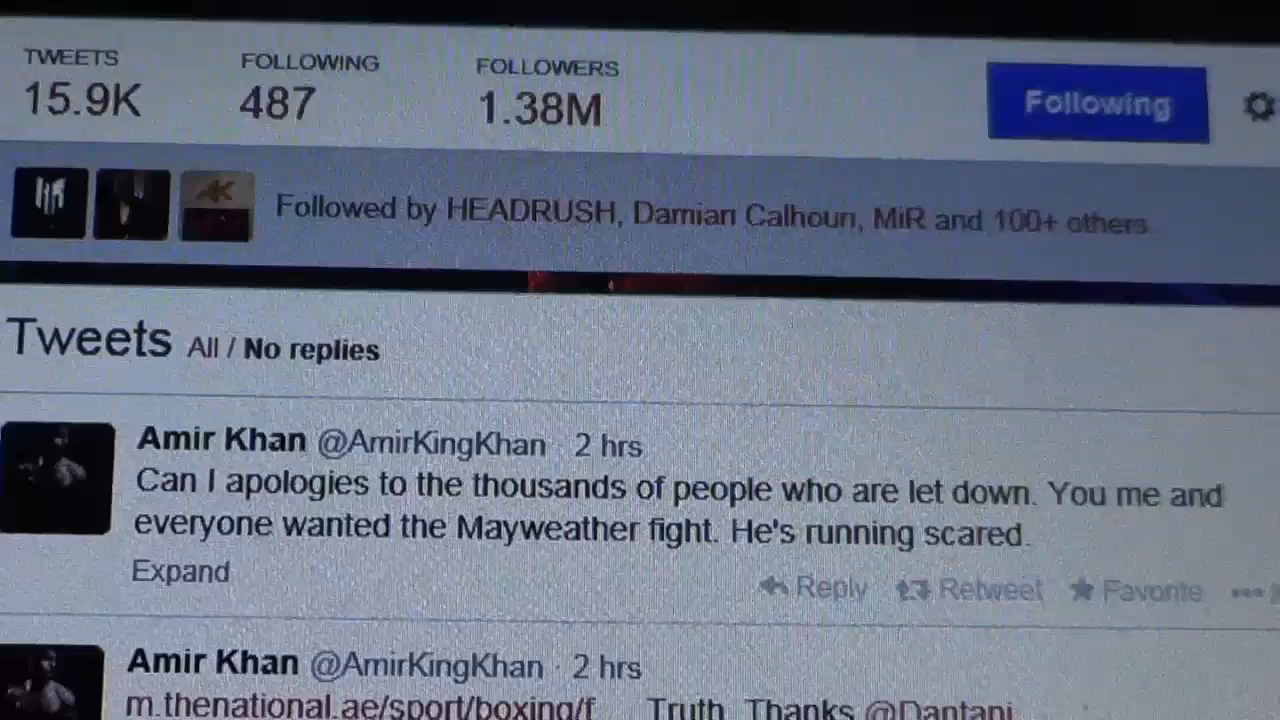 TWEETS FOLLOWING FOLLOWERS
15.9K 487 1.38M Following
Followed by HEADRUSH, Damian Calhoun, MiR and 100+ others
Tweets All / No replies
Amir Khan @AmirKingKhan · 2 hrs
Can I apologies to the thousands of people who are let down. You me and
everyone wanted the Mayweather fight. He's running scared.
Expand Reply Retweet Favorite
Amir Khan @AmirKingKhan · 2 hrs
m.thenational.ae/sport/boxing/f... Truth Thanks @Dantani